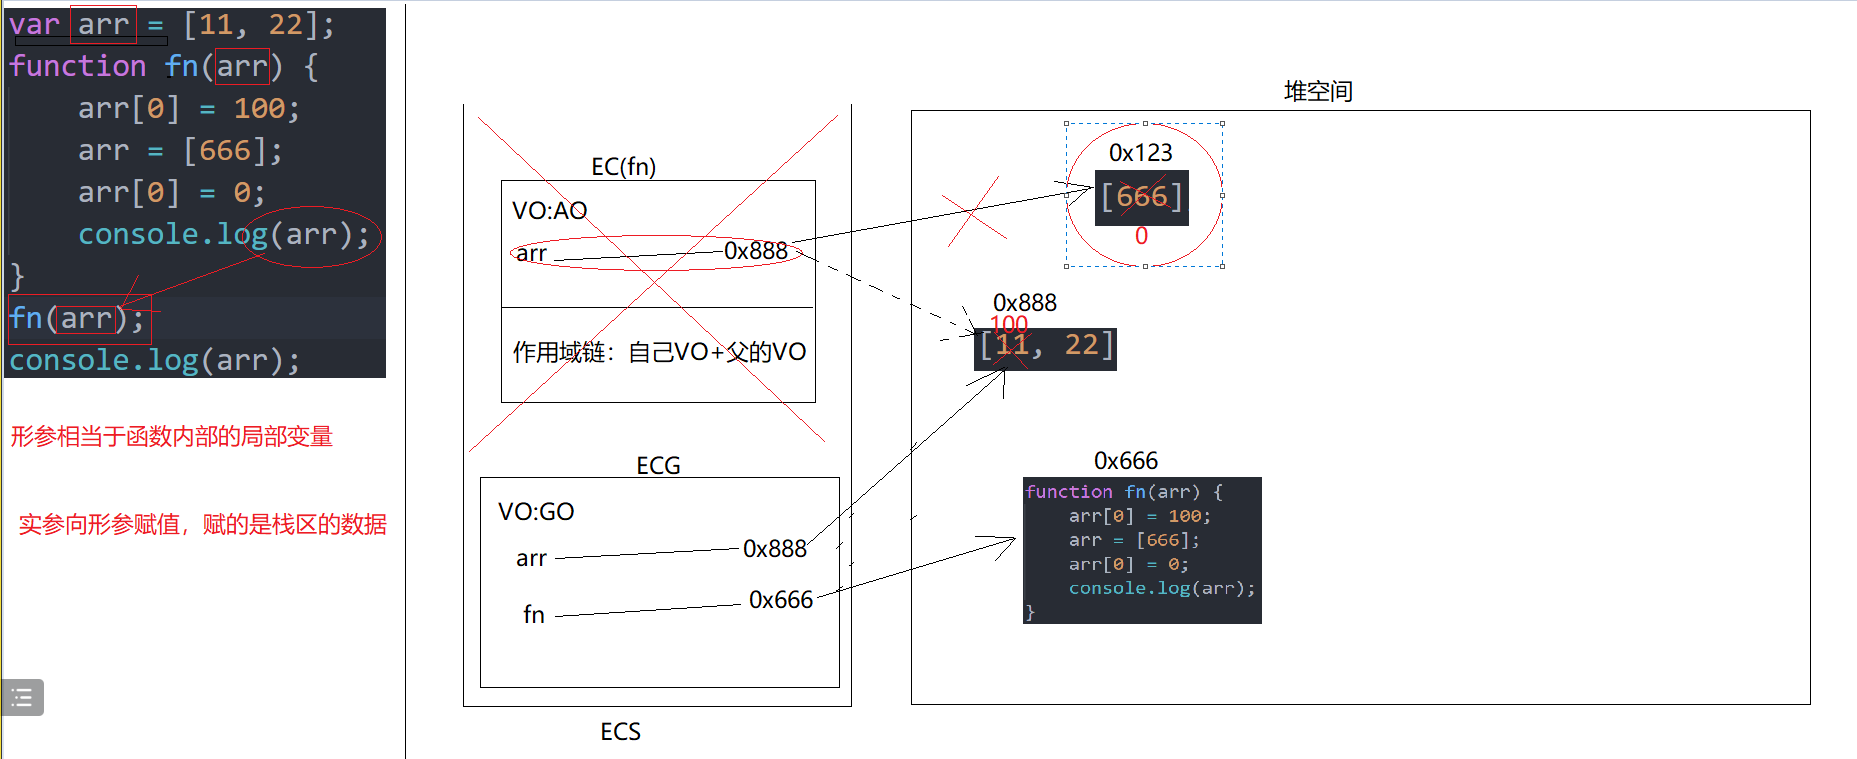 var arr = [11, 22];
function fn(arr) {
    arr[0] = 100;
    arr = [666];
    arr[0] = 0;
    console.log(arr);
}
fn(arr);
console.log(arr);
形参相当于函数内部的局部变量
实参向形参赋值，赋的是栈区的数据
EC(fn)
VO:AO
arr 0x888
作用域链：自己VO+父的VO
ECG
VO:GO
arr 0x888
fn 0x666
ECS
堆空间
0x123
[666]
0
0x888
100
[11, 22]
0x666
function fn(arr) {
    arr[0] = 100;
    arr = [666];
    arr[0] = 0;
    console.log(arr);
}